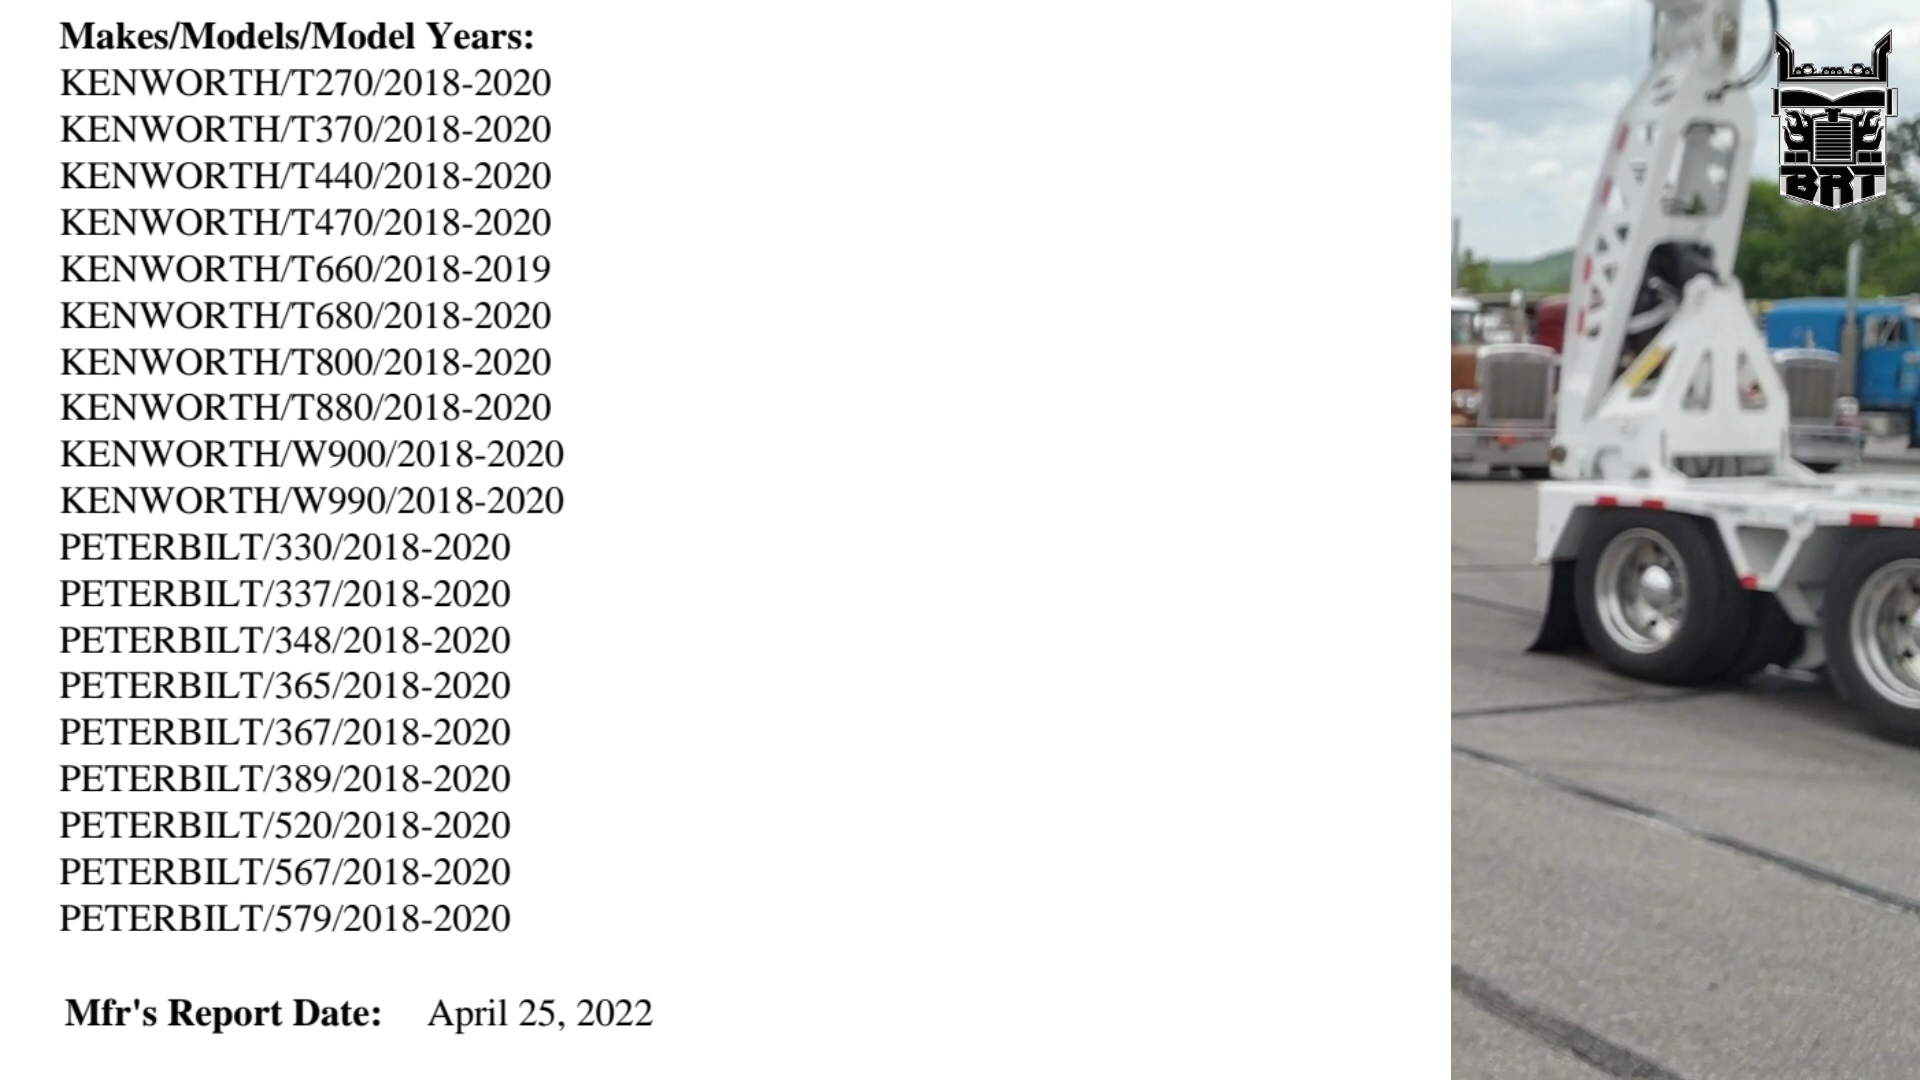 Makes/Models/Model Years:
KENWORTH/T270/2018-2020
KENWORTH/T370/2018-2020
KENWORTH/T440/2018-2020
KENWORTH/T470/2018-2020
KENWORTH/T660/2018-2019
KENWORTH/T680/2018-2020
KENWORTH/T800/2018-2020
KENWORTH/T880/2018-2020
KENWORTH/W900/2018-2020
KENWORTH/W990/2018-2020
PETERBILT/330/2018-2020
PETERBILT/337/2018-2020
PETERBILT/348/2018-2020
PETERBILT/365/2018-2020
PETERBILT/367/2018-2020
PETERBILT/389/2018-2020
PETERBILT/520/2018-2020
PETERBILT/567/2018-2020
PETERBILT/579/2018-2020
Mfr's Report Date: April 25, 2022
BRT